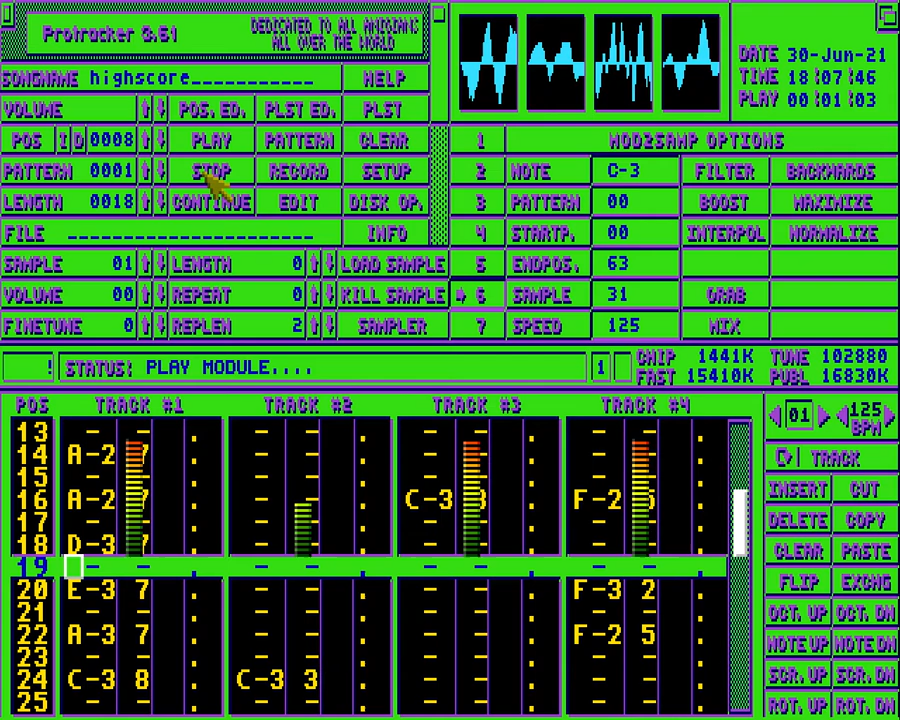 Protracker 3.61
DEDICATED TO ALL AMIGIANS
ALL OVER THE WORLD
DATE 30-Jun-21
TIME 18:07:46
PLAY 00:01:03
SONGNAME highscore___________ HELP
VOLUME POS. ED. PLST ED. PLST
POS I D 0008 PLAY PATTERN CLEAR 1 MOD2SAMP OPTIONS
PATTERN 0001 STOP RECORD SETUP 2 NOTE C-3 FILTER BACKWARDS
LENGTH 0018 CONTINUE EDIT DISK OP. 3 PATTERN 00 BOOST MAXIMIZE
FILE ______________________ INFO 4 STARTP. 00 INTERPOL NORMALIZE
SAMPLE 01 LENGTH 0 LOAD SAMPLE 5 ENDPOS. 63
VOLUME 00 REPEAT 0 KILL SAMPLE 6 SAMPLE 31 GRAB
FINETUNE 0 REPLEN 2 SAMPLER 7 SPEED 125 MIX
! STATUS: PLAY MODULE.... 1 CHIP 1441K TUNE 102880
FAST 15410K PUBL 16830K
POS TRACK #1 TRACK #2 TRACK #3 TRACK #4
13 - - . - - . - - . - - .
14 A-2 7 . - - . - - . - - .
15 - - . - - . - - . - - .
16 A-2 7 . - - . C-3 3 . F-2 5 .
17 - - . - - . - - . - - .
18 D-3 7 . - - . - - . - - .
19 - - . - - . - - . - - .
20 E-3 7 . - - . - - . F-3 2 .
21 - - . - - . - - . - - .
22 A-3 7 . - - . - - . F-2 5 .
23 - - . - - . - - . - - .
24 C-3 8 . C-3 3 . - - . - - .
25 - - . - - . - - . - - .
01 125
BPM
TRACK
INSERT CUT
DELETE COPY
CLEAR PASTE
FLIP EXCHG
OCT. UP OCT. DN
NOTE UP NOTE DN
SCR. UP SCR. DN
ROT. UP ROT. DN